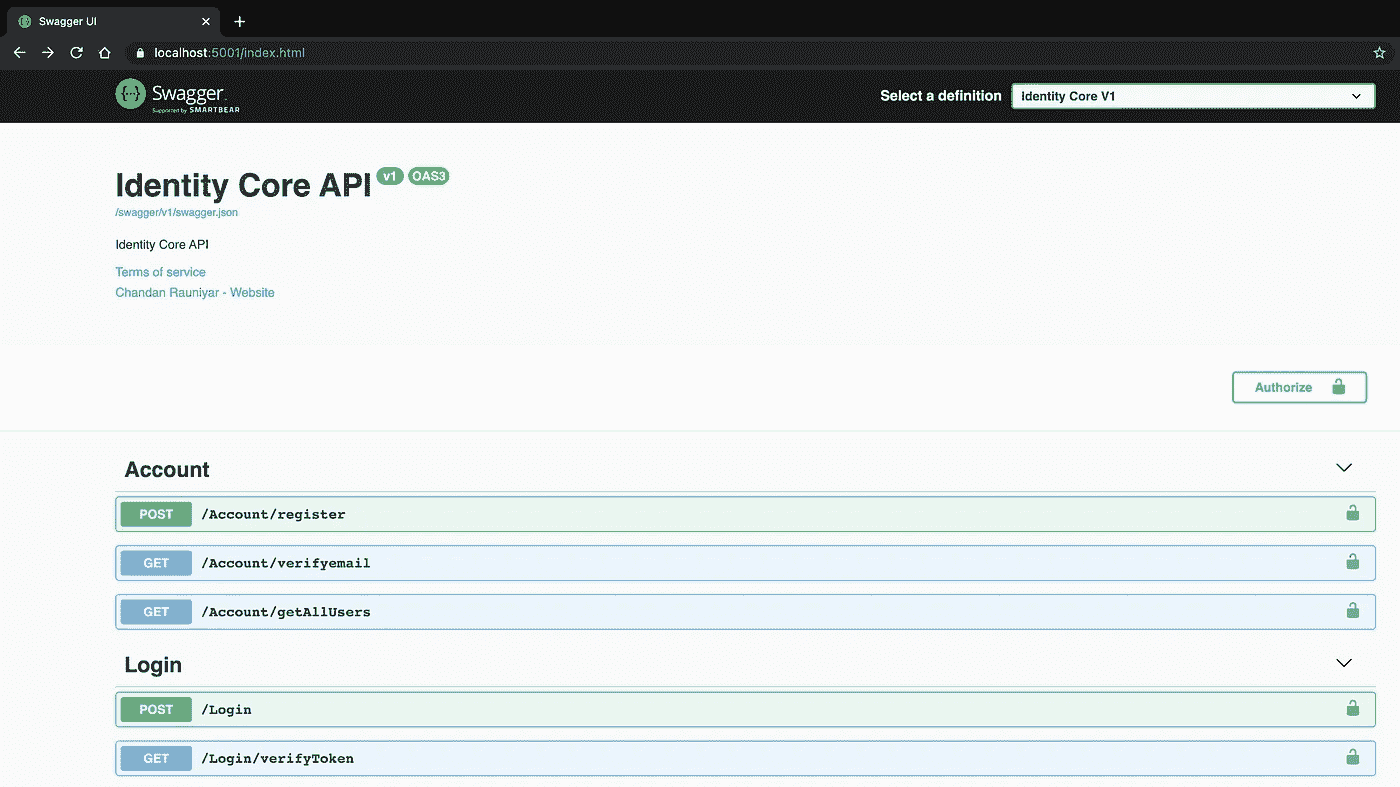 Swagger UI
localhost:5001/index.html
Swagger
Supported by SMARTBEAR
Select a definition
Identity Core V1
Identity Core API v1 OAS3
/swagger/v1/swagger.json
Identity Core API
Terms of service
Chandan Rauniyar - Website
Authorize
Account
POST /Account/register
GET /Account/verifyemail
GET /Account/getAllUsers
Login
POST /Login
GET /Login/verifyToken